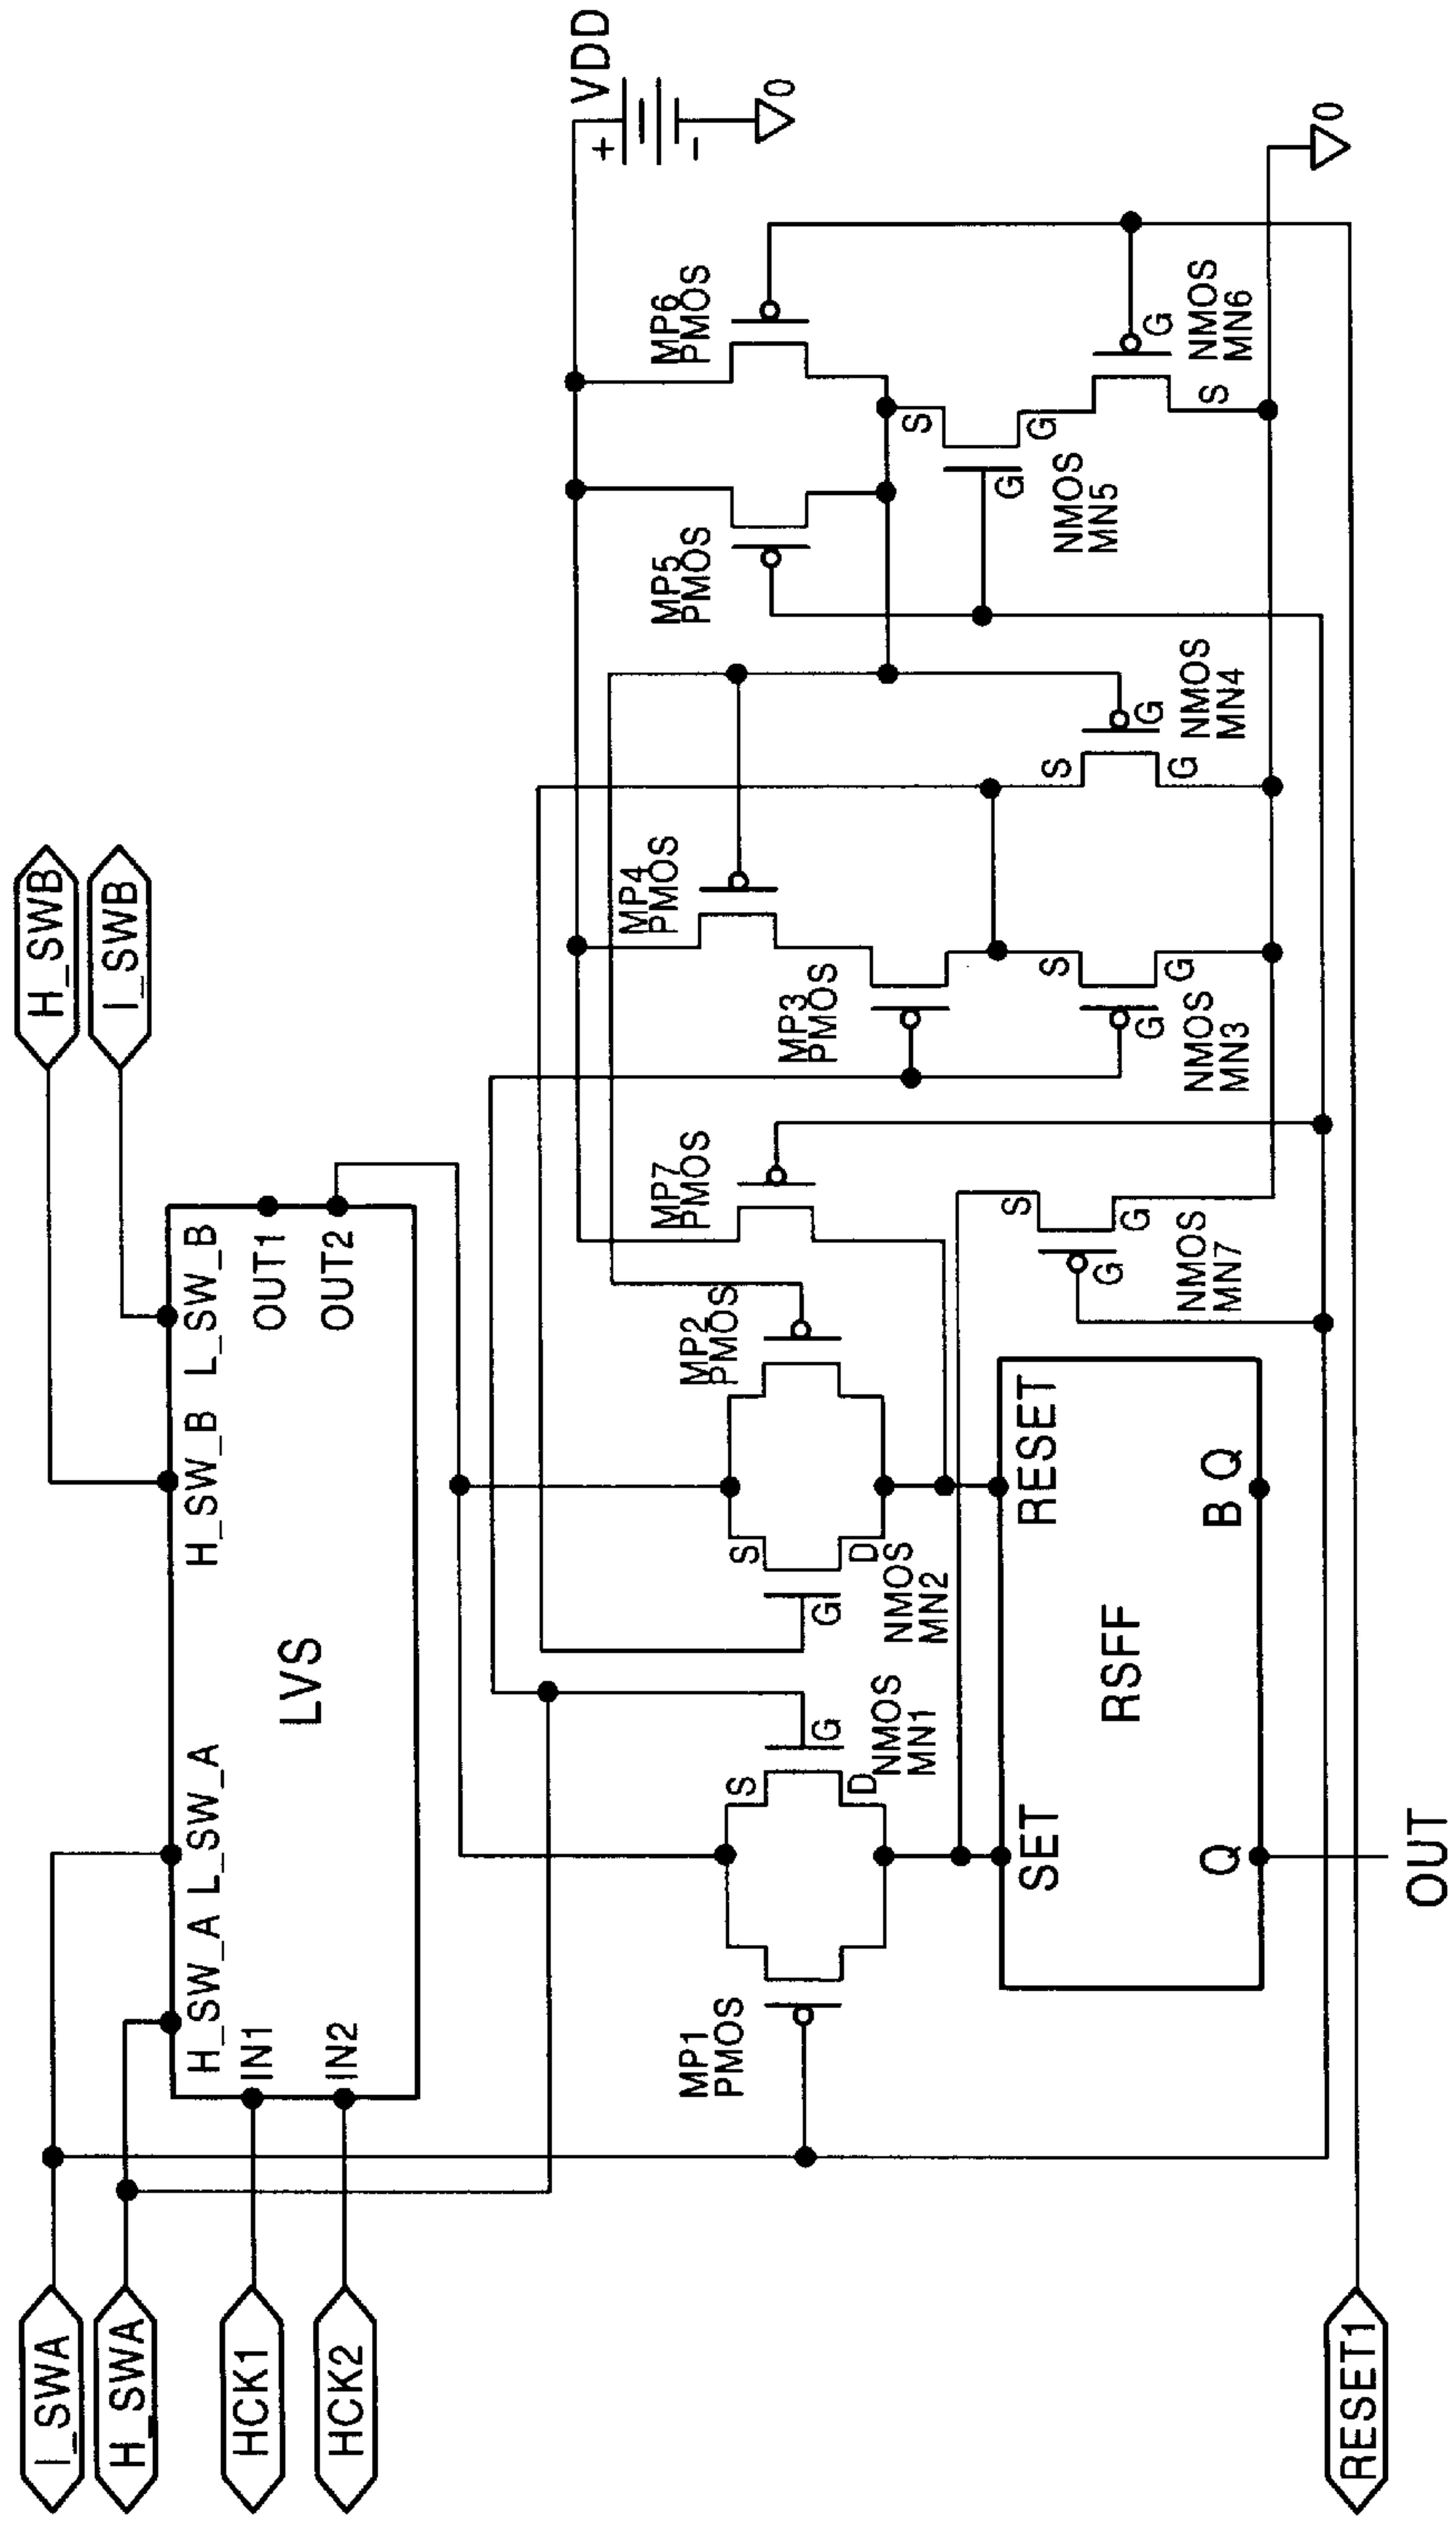 I_SWA
H_SWA
HCK1
HCK2
H_SWB
I_SWB
H_SW_A L_SW_A
H_SW_B L_SW_B
IN1
IN2
LVS
OUT1
OUT2
VDD
+
-
0
MP1
PMOS
S
G
D
NMOS
MN1
S
G
D
NMOS
MN2
MP2
PMOS
MP7
PMOS
MP4
PMOS
MP3
PMOS
MP5
PMOS
MP6
PMOS
S
G
G
NMOS
MN7
S
G
G
NMOS
MN3
S
G
G
NMOS
MN4
S
G
G
NMOS
MN5
G
S
NMOS
MN6
0
SET
RESET
RSFF
Q
B Q
OUT
RESET1